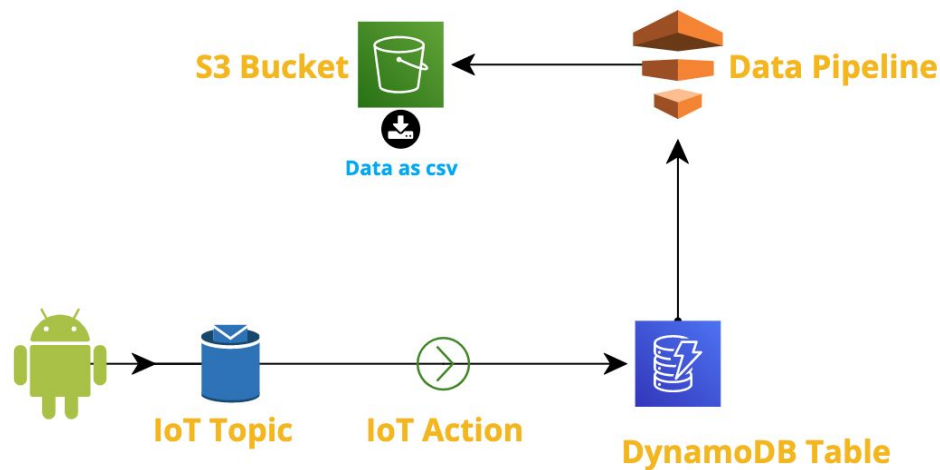 S3 Bucket
Data Pipeline
Data as csv
IoT Topic
IoT Action
DynamoDB Table